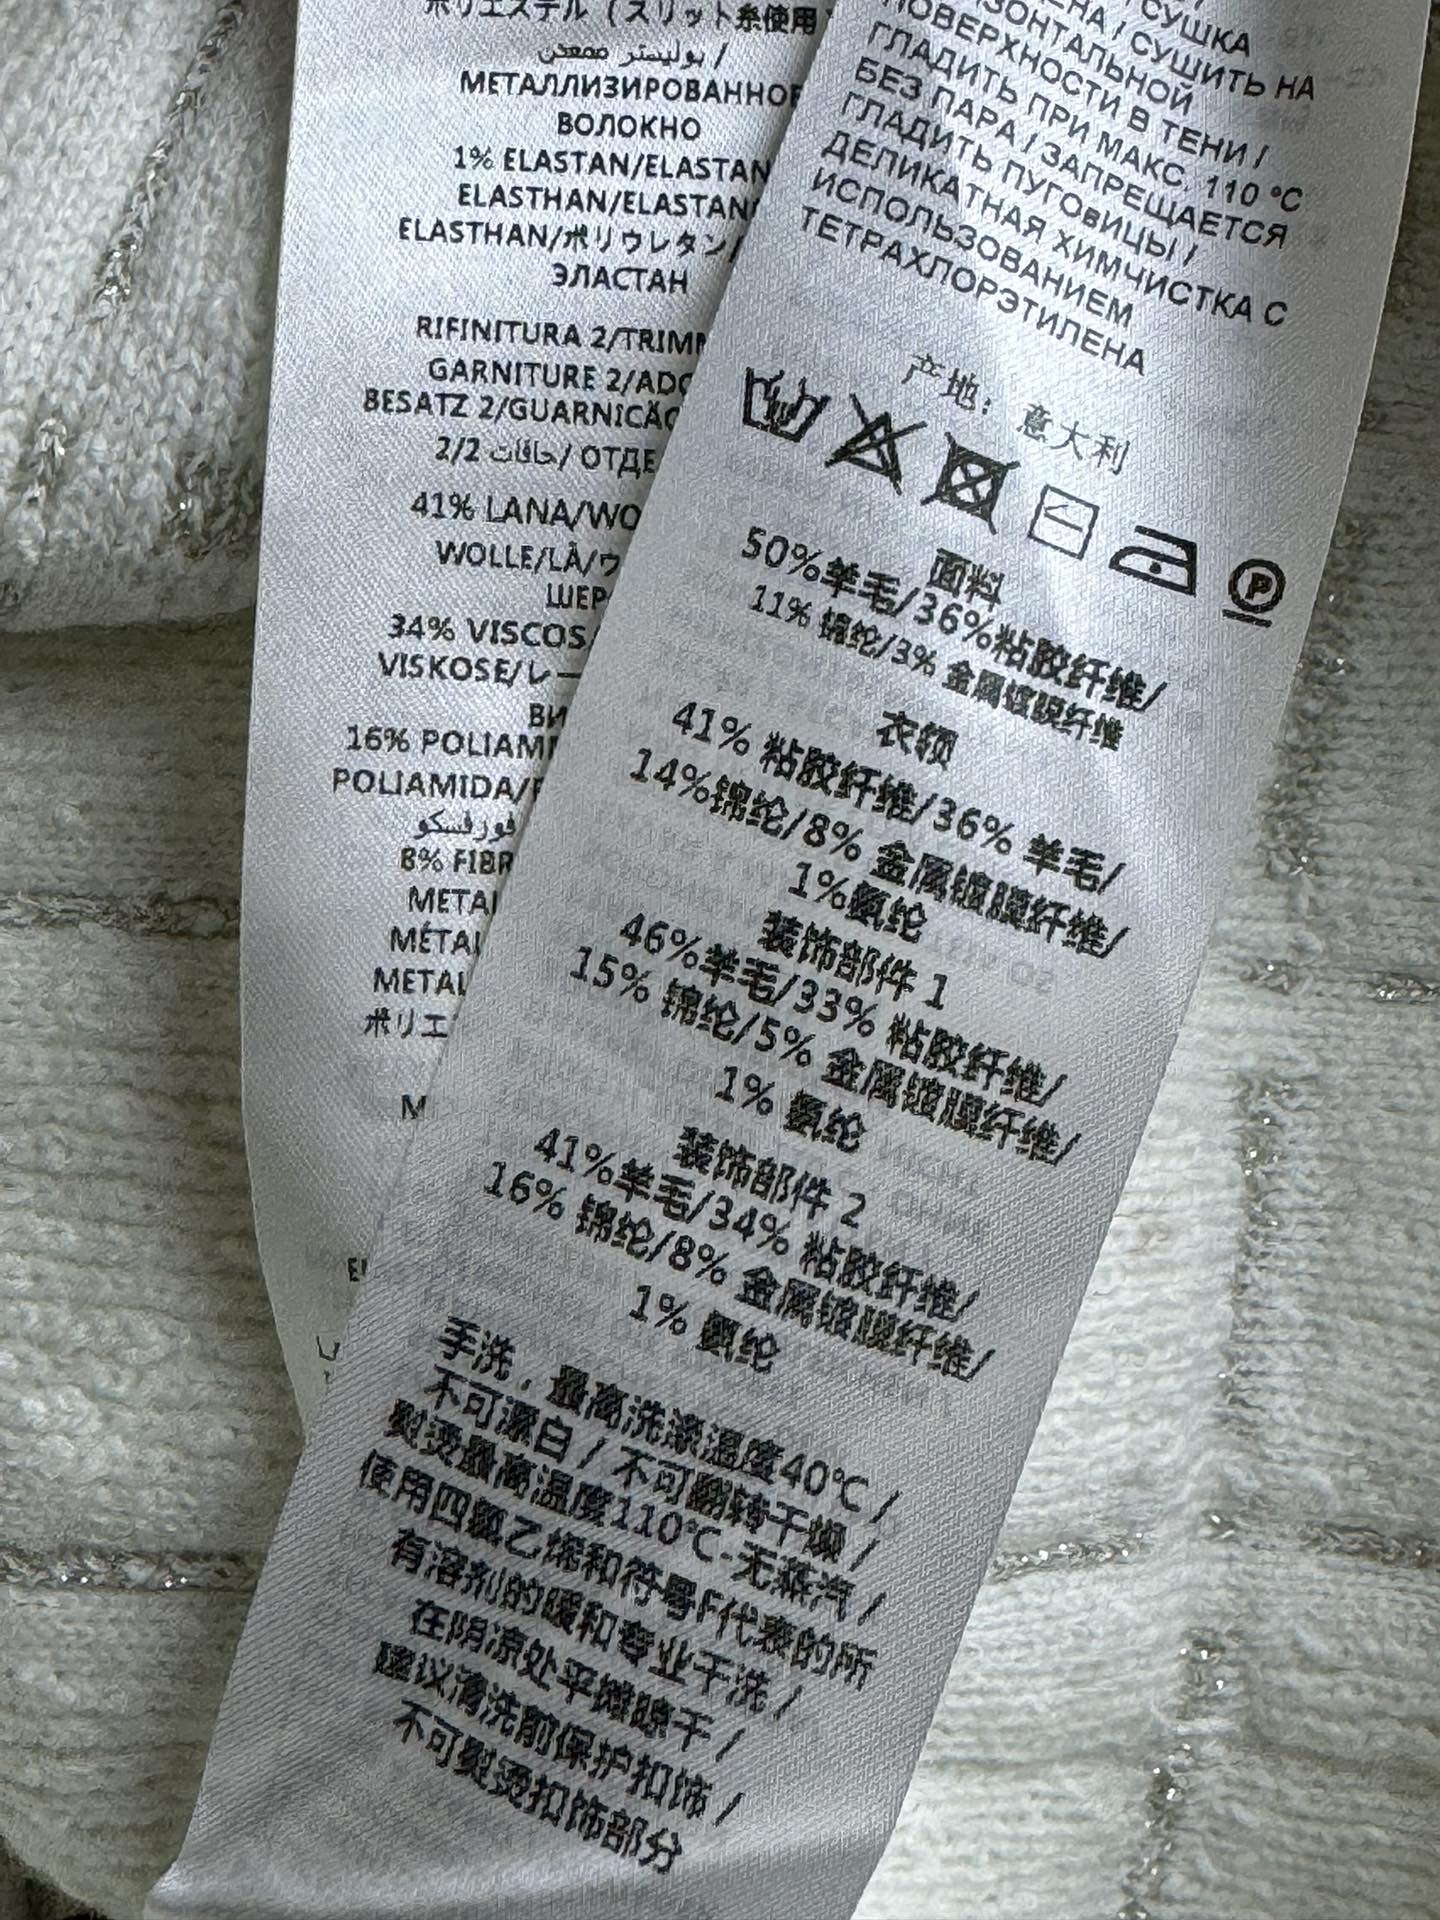 ポリエステル（スリット糸使用
بوليستر ممعدن /
МЕТАЛЛИЗИРОВАННОЕ
ВОЛОКНО
1% ELASTAN/ELASTAN
ELASTHAN/ELASTAN
ELASTHAN/ポリウレタン/
ЭЛАСТАН
RIFINITURA 2/TRIMM
GARNITURE 2/ADO
BESATZ 2/GUARNIÇÃO
2/2 حافات/ ОТДЕ
41% LANA/WO
WOLLE/LÃ/ウ
ШЕР
34% VISCOS
VISKOSE/レー
ВИ
16% POLIAMI
POLIAMIDA/
8% FIBR
METAL
MÉTAL
METAL
ポリエ
М
СУШКА
ЕНА / СУШИТЬ НА
ЗОНТАЛЬНОЙ
ПОВЕРХНОСТИ В ТЕНИ /
ГЛАДИТЬ ПРИ МАКС. 110 °C
БЕЗ ПАРА / ЗАПРЕЩАЕТСЯ
ГЛАДИТЬ ПУГОвИЦЫ /
ДЕЛИКАТНАЯ ХИМЧИСТКА С
ИСПОЛЬЗОВАНИЕМ
ТЕТРАХЛОРЭТИЛЕНА
产地：意大利
P
面料
50%羊毛/36%粘胶纤维/
11% 锦纶/3% 金属镀膜纤维
衣领
41% 粘胶纤维/36% 羊毛/
14%锦纶/8% 金属镀膜纤维/
1%氨纶
装饰部件 1
46%羊毛/33% 粘胶纤维/
15% 锦纶/5% 金属镀膜纤维/
1% 氨纶
装饰部件 2
41%羊毛/34% 粘胶纤维/
16% 锦纶/8% 金属镀膜纤维/
1% 氨纶
手洗，最高洗涤温度40℃ /
不可漂白 / 不可翻转干燥 /
熨烫最高温度110℃-无蒸汽 /
使用四氯乙烯和符号F代表的所
有溶剂的缓和专业干洗 /
在阴凉处平摊晾干 /
建议清洗前保护扣饰 /
不可熨烫扣饰部分